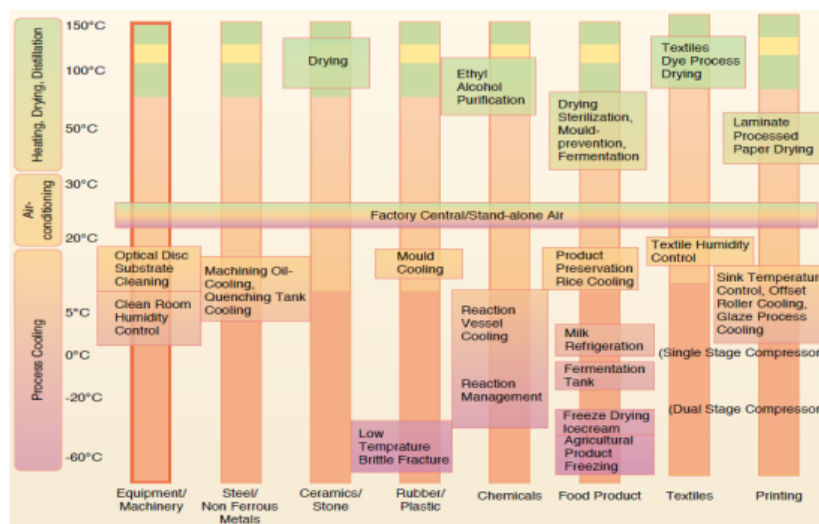 150°C
100°C
50°C
30°C
20°C
5°C
0°C
-20°C
-60°C
Heating, Drying, Distillation
Air-
conditioning
Process Cooling
Drying
Ethyl
Alcohol
Purification
Textiles
Dye Process
Drying
Drying
Sterilization,
Mould-
prevention,
Fermentation
Laminate
Processed
Paper Drying
Factory Central/Stand-alone Air
Optical Disc
Substrate
Cleaning
Clean Room
Humidity
Control
Machining Oil-
Cooling,
Quenching Tank
Cooling
Mould
Cooling
Product
Preservation
Rice Cooling
Textile Humidity
Control
Sink Temperature
Control, Offset
Roller Cooling,
Glaze Process
Cooling
Reaction
Vessel
Cooling
Reaction
Management
Milk
Refrigeration
Fermentation
Tank
(Single Stage Compressor
(Dual Stage Compressor
Low
Temprature
Brittle Fracture
Freeze Drying
Icecream
Agricultural
Product
Freezing
Equipment/
Machinery
Steel/
Non Ferrous
Metals
Ceramics/
Stone
Rubber/
Plastic
Chemicals
Food Product
Textiles
Printing